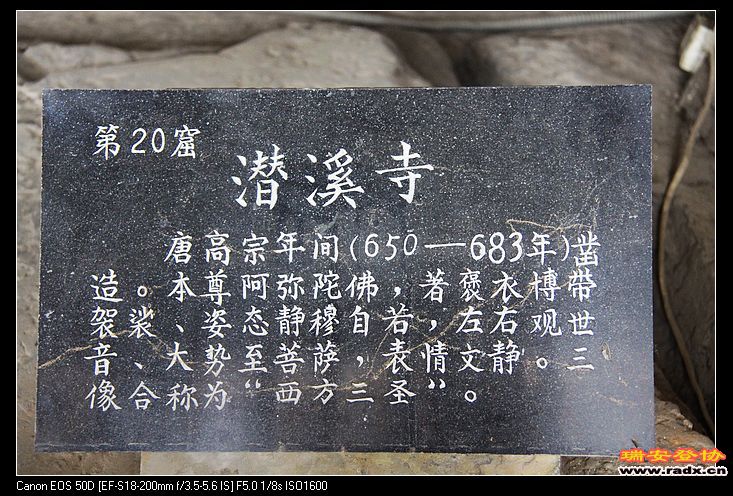 第20窟
潜溪寺
唐高宗年间(650—683年)凿
造。本尊阿弥陀佛，著褒衣博带
袈裟、姿态静穆自若，左右观世
音、大势至菩萨，表情文静。三
像、合称为“西方三圣”。
Canon EOS 50D [EF-S18-200mm f/3.5-5.6 IS] F5.0 1/8s ISO1600
瑞安登协
www.radx.cn